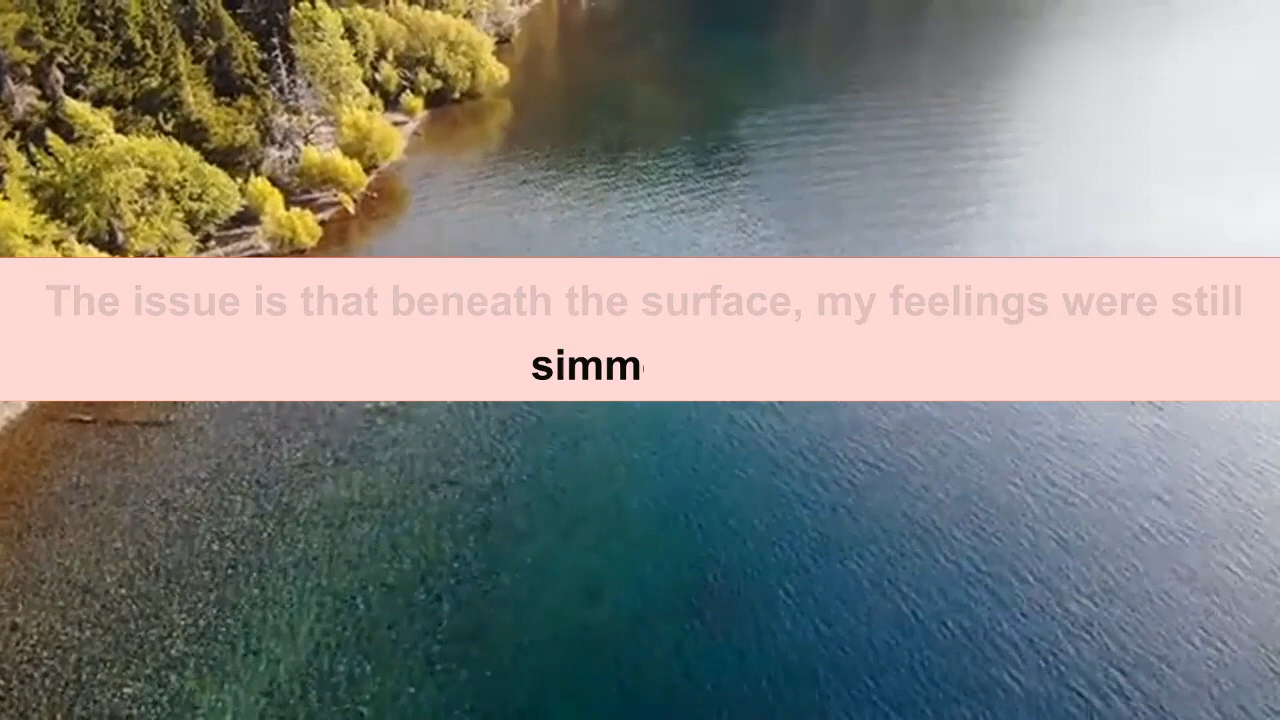 The issue is that beneath the surface, my feelings were still
simm